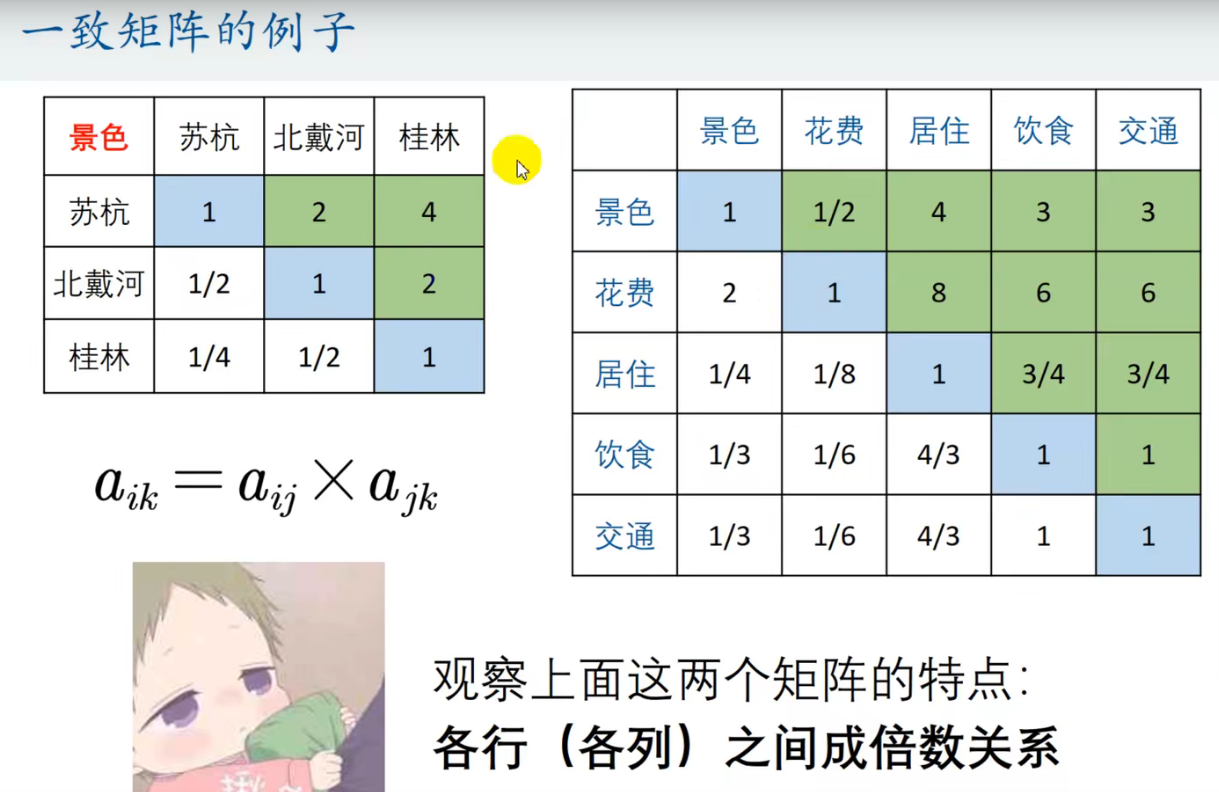 一致矩阵的例子
景色 苏杭 北戴河 桂林
苏杭 1 2 4
北戴河 1/2 1 2
桂林 1/4 1/2 1
景色 花费 居住 饮食 交通
景色 1 1/2 4 3 3
花费 2 1 8 6 6
居住 1/4 1/8 1 3/4 3/4
饮食 1/3 1/6 4/3 1 1
交通 1/3 1/6 4/3 1 1
a_{ik} = a_{ij} × a_{jk}
观察上面这两个矩阵的特点：
各行（各列）之间成倍数关系